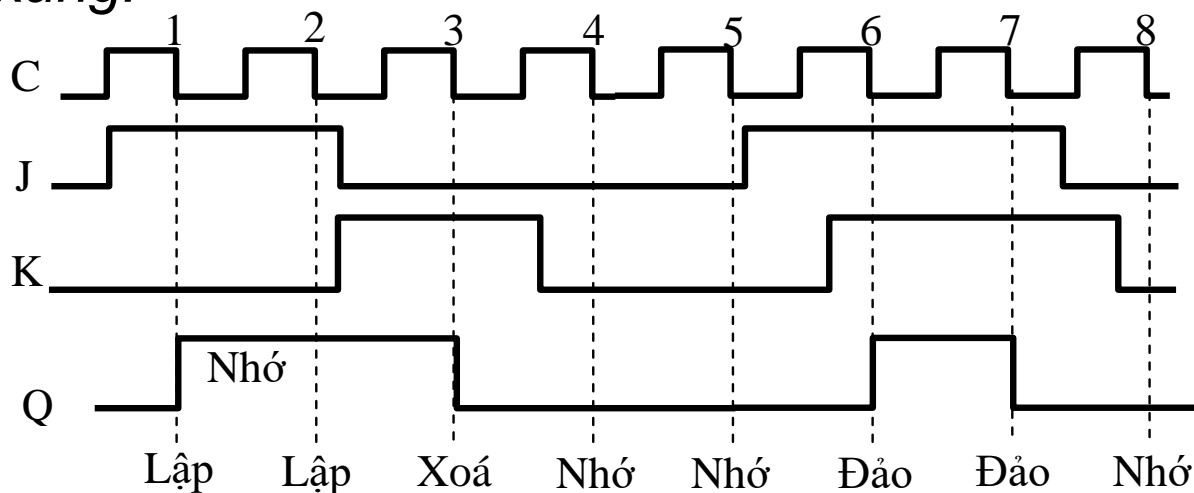 1 2 3 4 5 6 7 8
C
J
K
Nhớ
Q
Lập Lập Xoá Nhớ Nhớ Đảo Đảo Nhớ